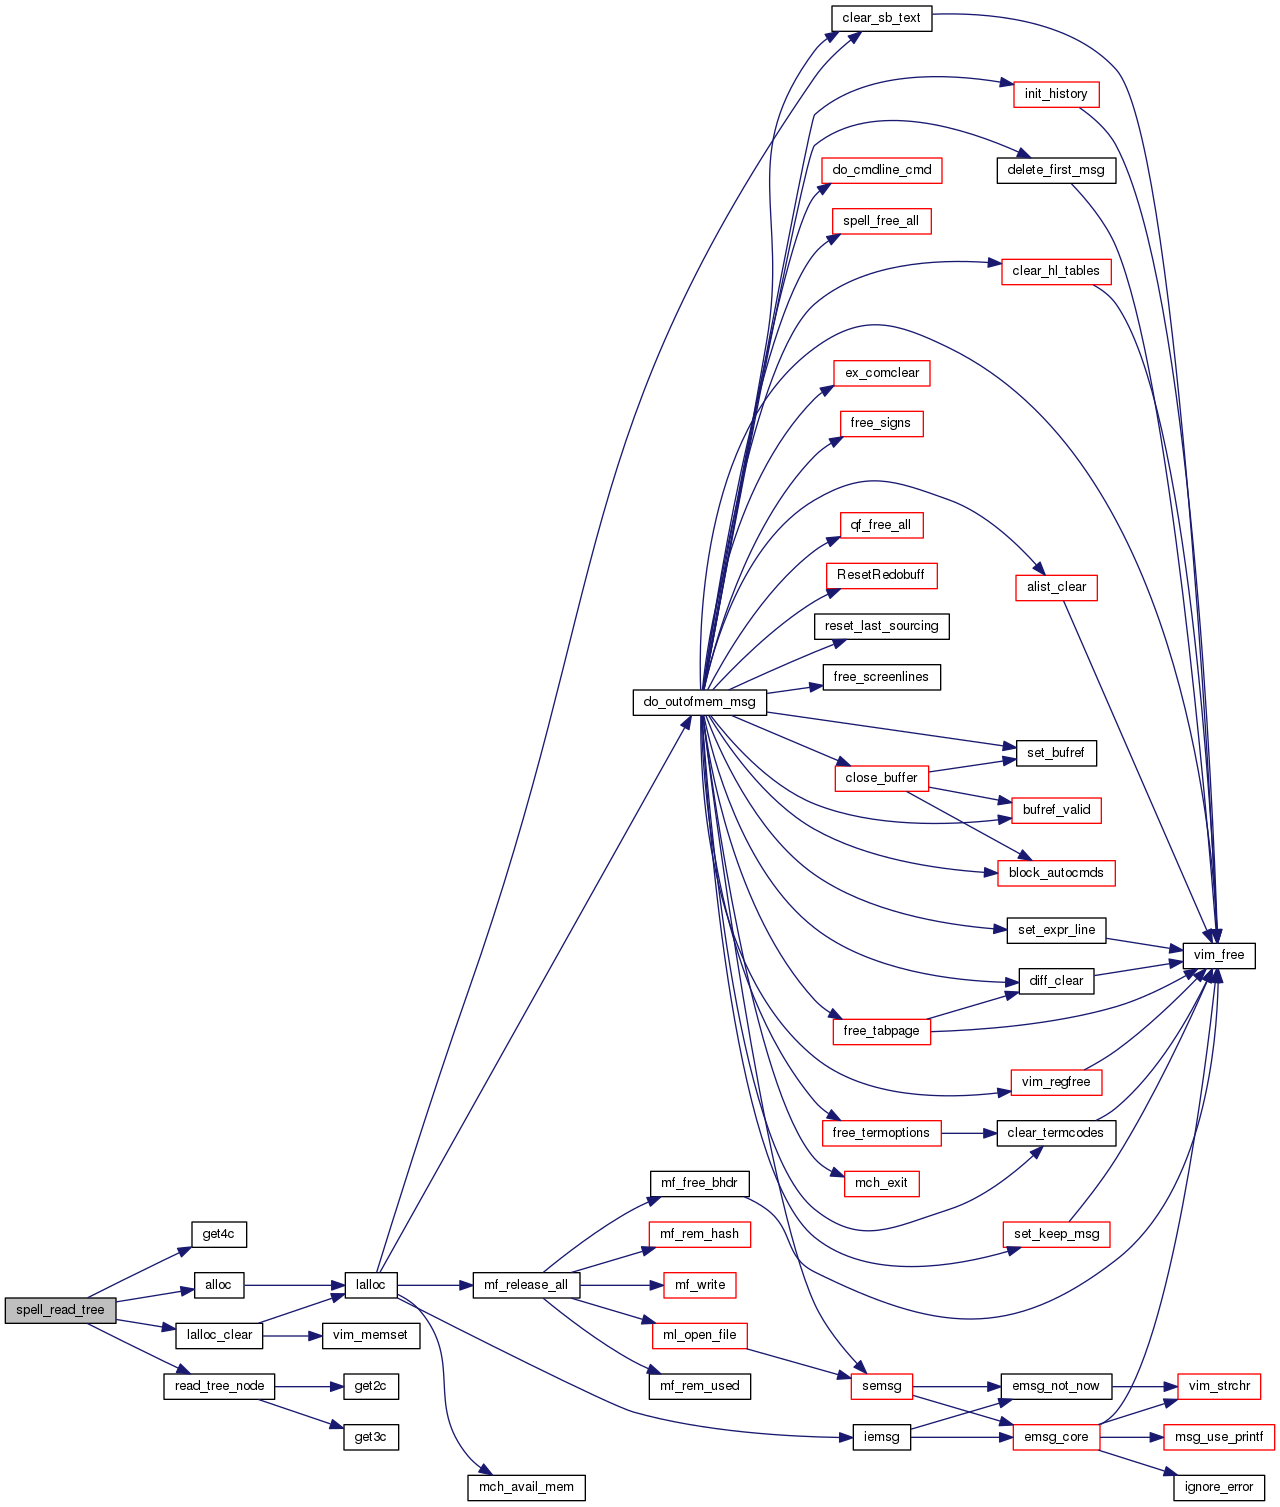 clear_sb_text
init_history
do_cmdline_cmd
delete_first_msg
spell_free_all
clear_hl_tables
ex_comclear
free_signs
qf_free_all
ResetRedobuff
alist_clear
reset_last_sourcing
free_screenlines
do_outofmem_msg
set_bufref
close_buffer
bufref_valid
block_autocmds
set_expr_line
vim_free
diff_clear
free_tabpage
vim_regfree
free_termoptions
clear_termcodes
mf_free_bhdr
mch_exit
get4c
mf_rem_hash
set_keep_msg
alloc
lalloc
mf_release_all
mf_write
spell_read_tree
lalloc_clear
vim_memset
ml_open_file
read_tree_node
get2c
mf_rem_used
semsg
emsg_not_now
vim_strchr
get3c
iemsg
emsg_core
msg_use_printf
mch_avail_mem
ignore_error